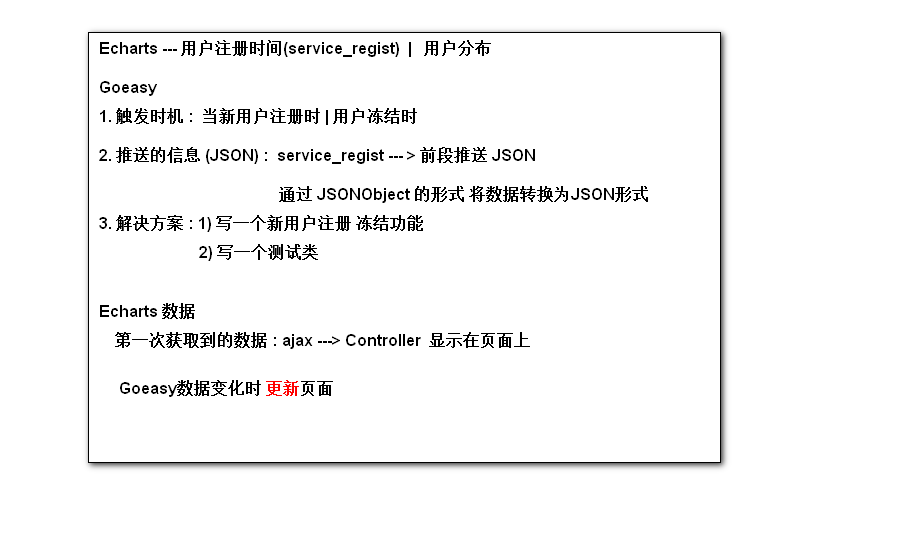 Echarts --- 用户注册时间(service_regist) | 用户分布
Goeasy
1. 触发时机 : 当新用户注册时 | 用户冻结时
2. 推送的信息 (JSON) : service_regist ---> 前段推送 JSON
通过 JSONObject 的形式 将数据转换为JSON形式
3. 解决方案 : 1) 写一个新用户注册 冻结功能
2) 写一个测试类
Echarts 数据
第一次获取到的数据 : ajax ---> Controller 显示在页面上
Goeasy数据变化时 更新页面